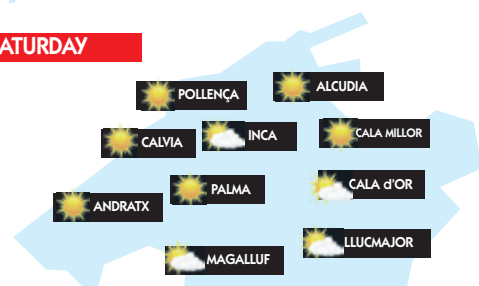 ATURDAY
ALCUDIA
POLLENÇA
INCA
CALA MILLOR
CALVIA
CALA d'OR
PALMA
ANDRATX
LLUCMAJOR
MAGALLUF